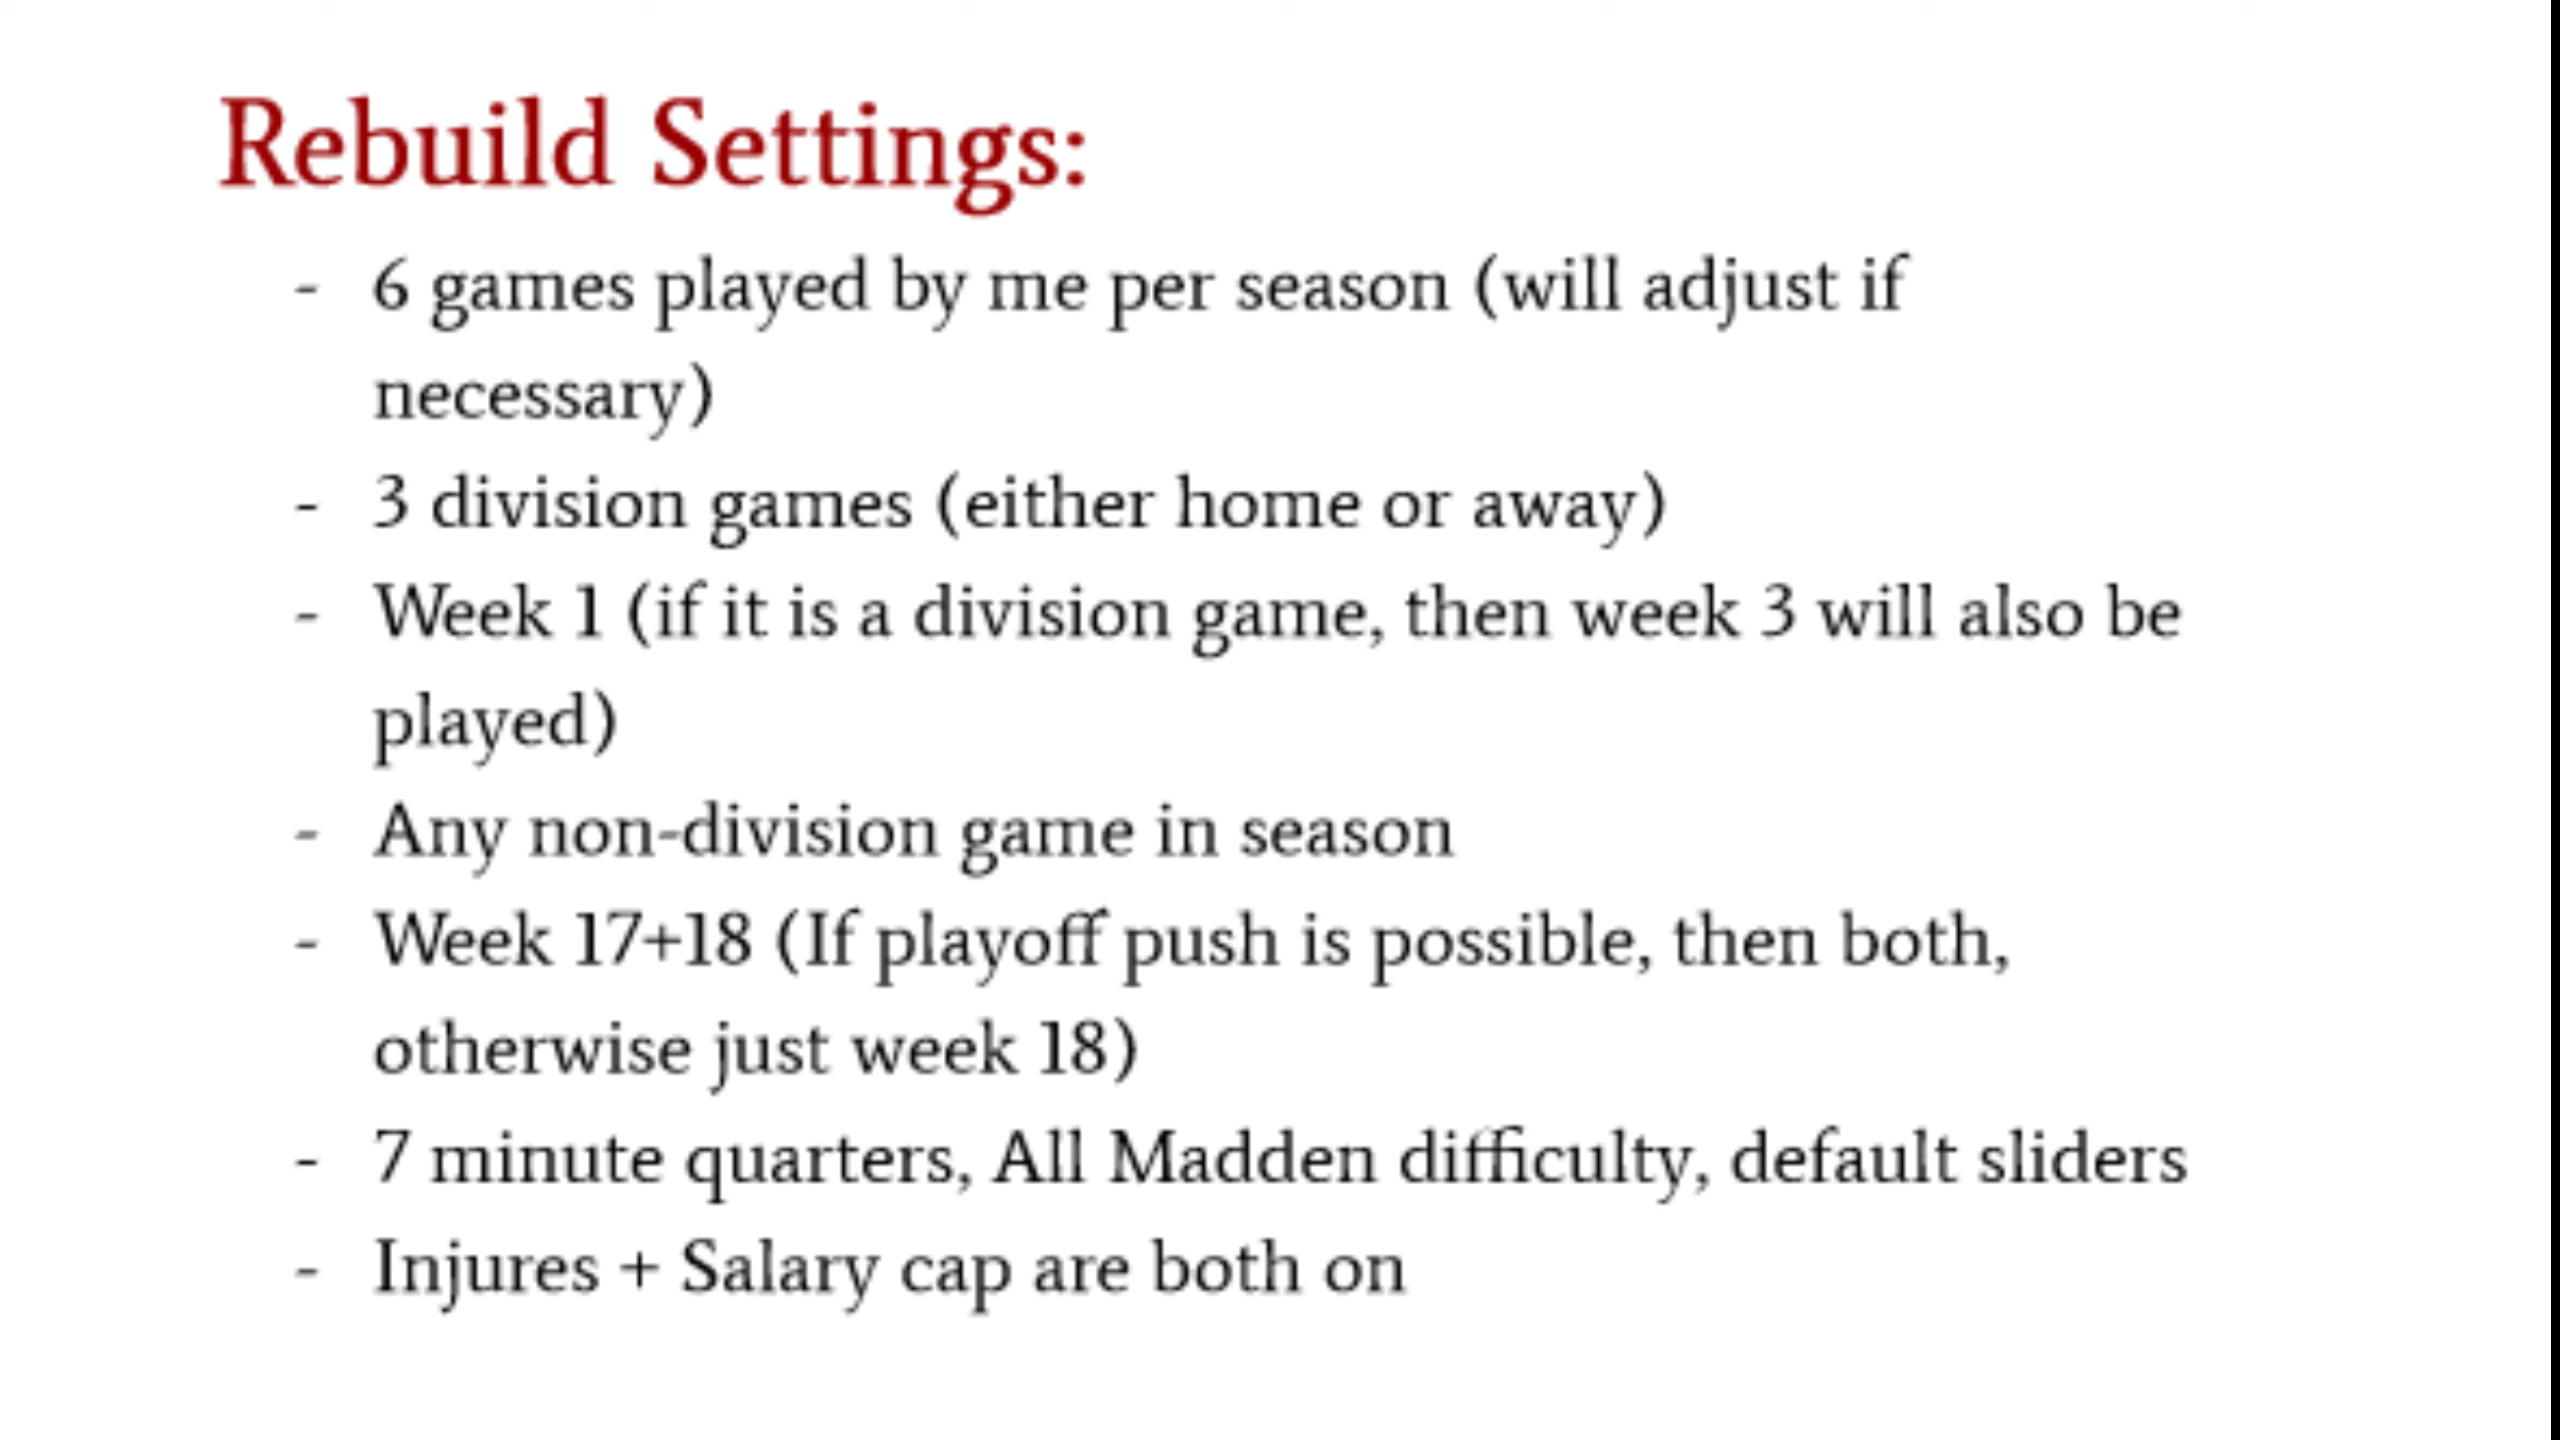 Rebuild Settings:
- 6 games played by me per season (will adjust if
necessary)
- 3 division games (either home or away)
- Week 1 (if it is a division game, then week 3 will also be
played)
- Any non-division game in season
- Week 17+18 (If playoff push is possible, then both,
otherwise just week 18)
- 7 minute quarters, All Madden difficulty, default sliders
- Injures + Salary cap are both on